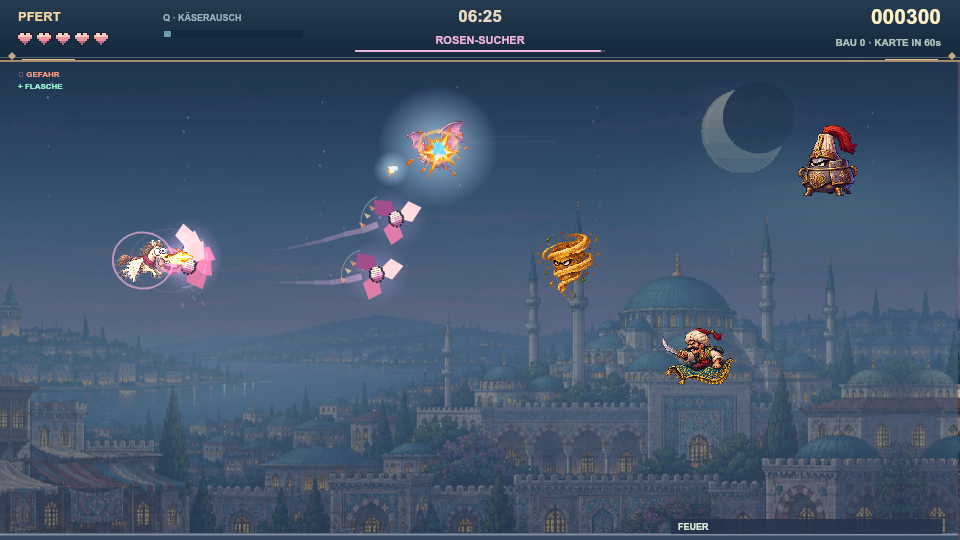 PFERT
Q · KÄSERAUSCH
06:25
ROSEN-SUCHER
000300
BAU 0 · KARTE IN 60s
GEFAHR
+ FLASCHE
FEUER